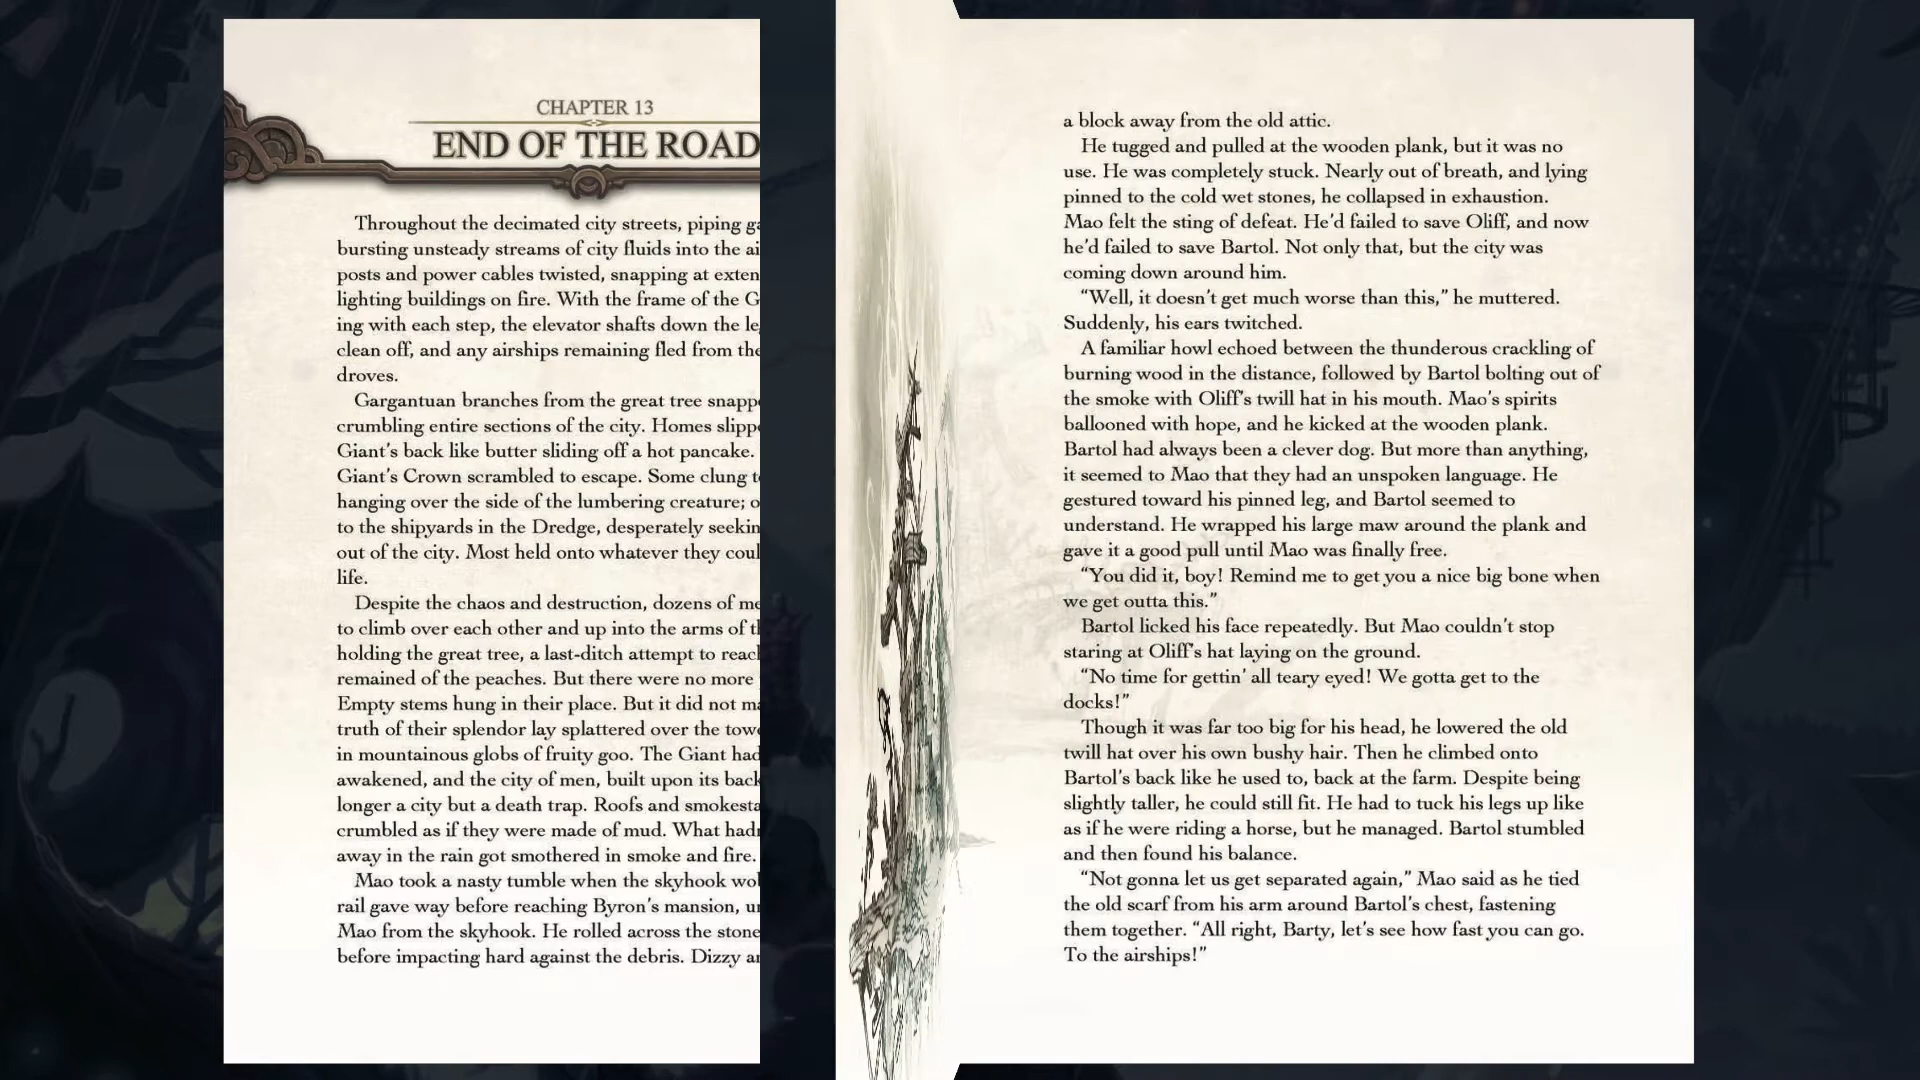 CHAPTER 13
END OF THE ROAD
Throughout the decimated city streets, piping
bursting unsteady streams of city fluids into the
posts and power cables twisted, snapping at
lighting buildings on fire. With the frame of the
ing with each step, the elevator shafts down the
clean off, and any airships remaining fled from the
droves.
Gargantuan branches from the great tree
crumbling entire sections of the city. Homes
Giant's back like butter sliding off a hot pancake.
Giant's Crown scrambled to escape. Some clung
hanging over the side of the lumbering creature;
to the shipyards in the Dredge, desperately
out of the city. Most held onto whatever they
life.
Despite the chaos and destruction, dozens of
to climb over each other and up into the arms of
holding the great tree, a last-ditch attempt to
remained of the peaches. But there were no more
Empty stems hung in their place. But it did not
truth of their splendor lay splattered over the
in mountainous globs of fruity goo. The Giant had
awakened, and the city of men, built upon its back
longer a city but a death trap. Roofs and
crumbled as if they were made of mud. What
away in the rain got smothered in smoke and fire.
Mao took a nasty tumble when the skyhook
rail gave way before reaching Byron's mansion,
Mao from the skyhook. He rolled across the
before impacting hard against the debris. Dizzy
a block away from the old attic.
He tugged and pulled at the wooden plank, but it was no
use. He was completely stuck. Nearly out of breath, and lying
pinned to the cold wet stones, he collapsed in exhaustion.
Mao felt the sting of defeat. He'd failed to save Oliff, and now
he'd failed to save Bartol. Not only that, but the city was
coming down around him.
“Well, it doesn't get much worse than this,” he muttered.
Suddenly, his ears twitched.
A familiar howl echoed between the thunderous crackling of
burning wood in the distance, followed by Bartol bolting out of
the smoke with Oliff's twill hat in his mouth. Mao's spirits
ballooned with hope, and he kicked at the wooden plank.
Bartol had always been a clever dog. But more than anything,
it seemed to Mao that they had an unspoken language. He
gestured toward his pinned leg, and Bartol seemed to
understand. He wrapped his large maw around the plank and
gave it a good pull until Mao was finally free.
“You did it, boy! Remind me to get you a nice big bone when
we get outta this.”
Bartol licked his face repeatedly. But Mao couldn't stop
staring at Oliff's hat laying on the ground.
“No time for gettin' all teary eyed! We gotta get to the
docks!”
Though it was far too big for his head, he lowered the old
twill hat over his own bushy hair. Then he climbed onto
Bartol's back like he used to, back at the farm. Despite being
slightly taller, he could still fit. He had to tuck his legs up like
as if he were riding a horse, but he managed. Bartol stumbled
and then found his balance.
“Not gonna let us get separated again,” Mao said as he tied
the old scarf from his arm around Bartol's chest, fastening
them together. “All right, Barty, let's see how fast you can go.
To the airships!”